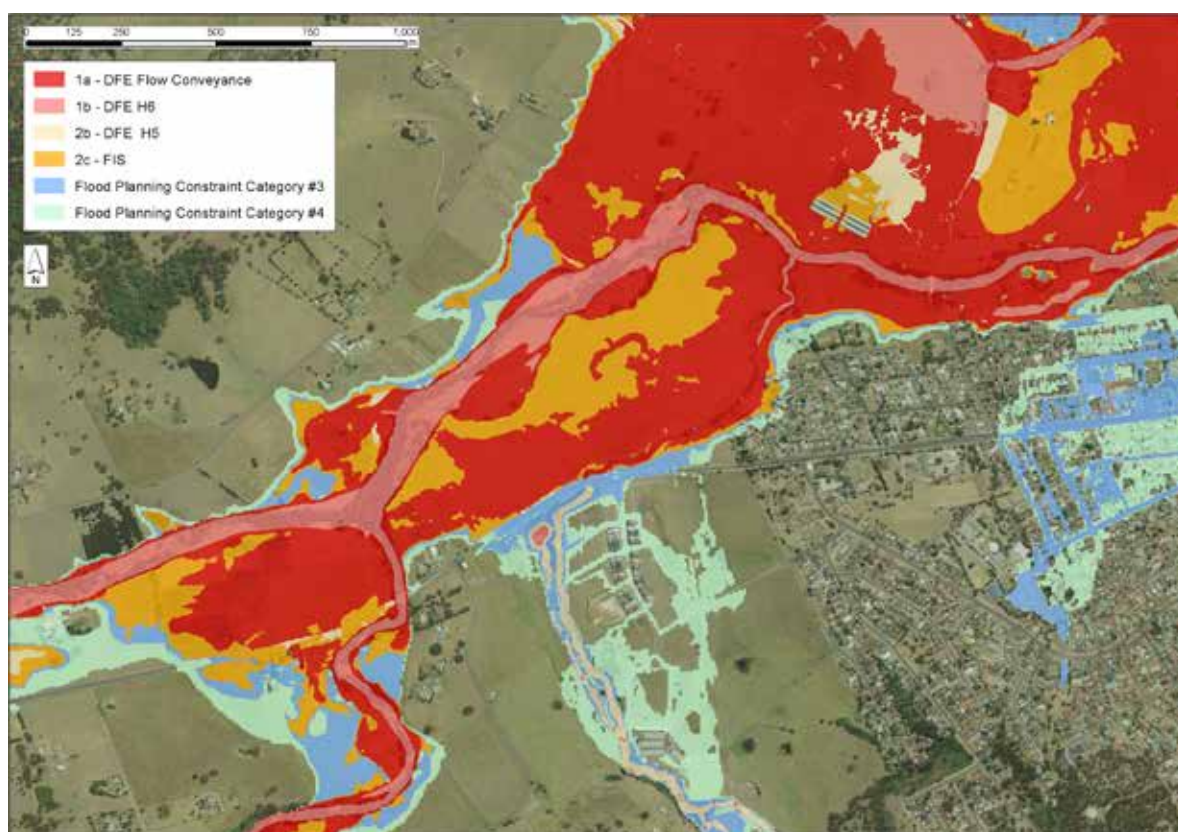 0 125 250 500 750 1,000
m
1a - DFE Flow Conveyance
1b - DFE H6
2b - DFE H5
2c - FIS
Flood Planning Constraint Category #3
Flood Planning Constraint Category #4
N